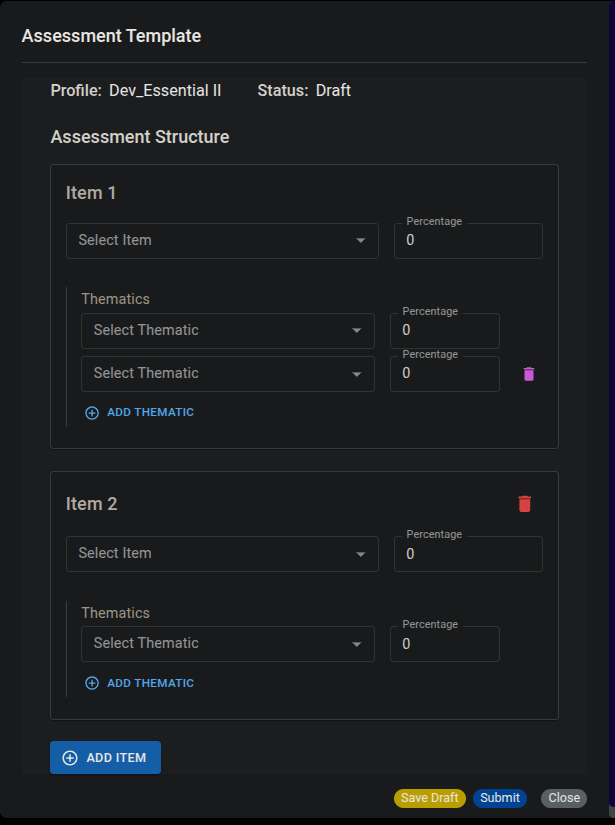 Assessment Template
Profile: Dev_Essential II Status: Draft
Assessment Structure
Item 1
Percentage
Select Item 0
Thematics
Percentage
Select Thematic 0
Percentage
Select Thematic 0
ADD THEMATIC
Item 2
Percentage
Select Item 0
Thematics
Percentage
Select Thematic 0
ADD THEMATIC
ADD ITEM
Save Draft Submit Close